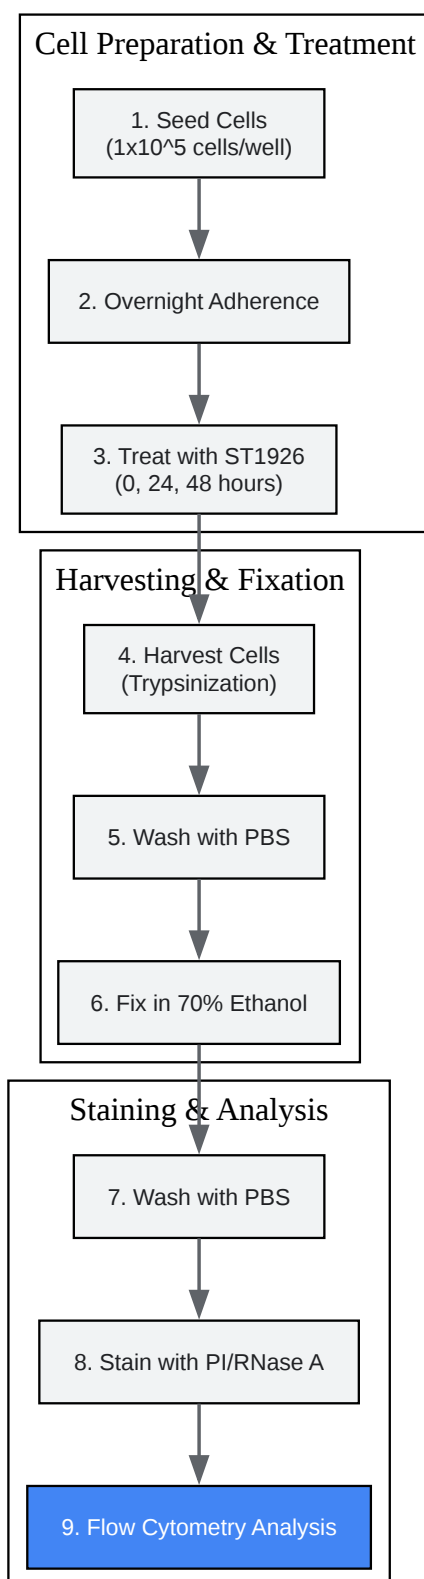 Cell Preparation & Treatment
1. Seed Cells
(1x10^5 cells/well)
2. Overnight Adherence
3. Treat with ST1926
(0, 24, 48 hours)
Harvesting & Fixation
4. Harvest Cells
(Trypsinization)
5. Wash with PBS
6. Fix in 70% Ethanol
Staining & Analysis
7. Wash with PBS
8. Stain with PI/RNase A
9. Flow Cytometry Analysis